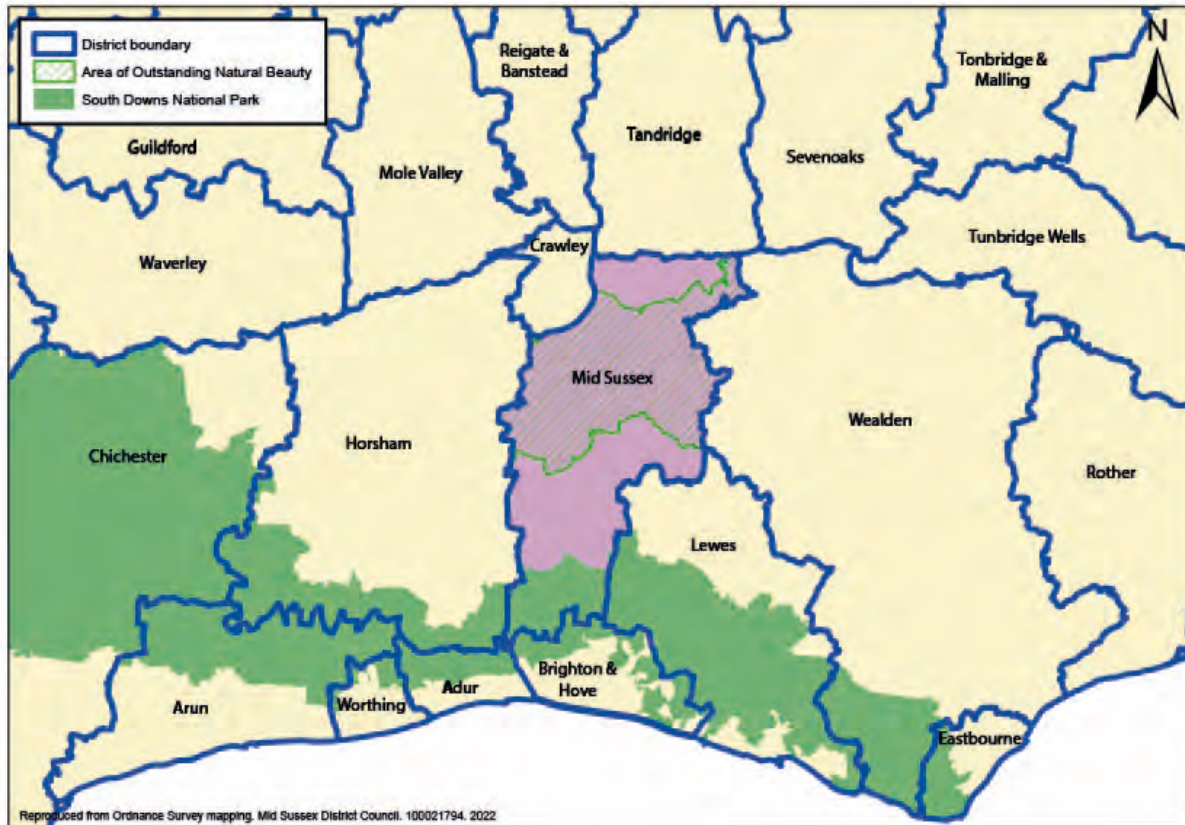 District boundary
Area of Outstanding Natural Beauty
South Downs National Park
Reigate &
Banstead
Tonbridge &
Malling
N
Guildford
Mole Valley
Tandridge
Sevenoaks
Waverley
Crawley
Tunbridge Wells
Mid Sussex
Chichester
Horsham
Wealden
Rother
Lewes
Arun
Worthing
Adur
Brighton &
Hove
Eastbourne
Reproduced from Ordnance Survey mapping. Mid Sussex District Council. 100021794. 2022